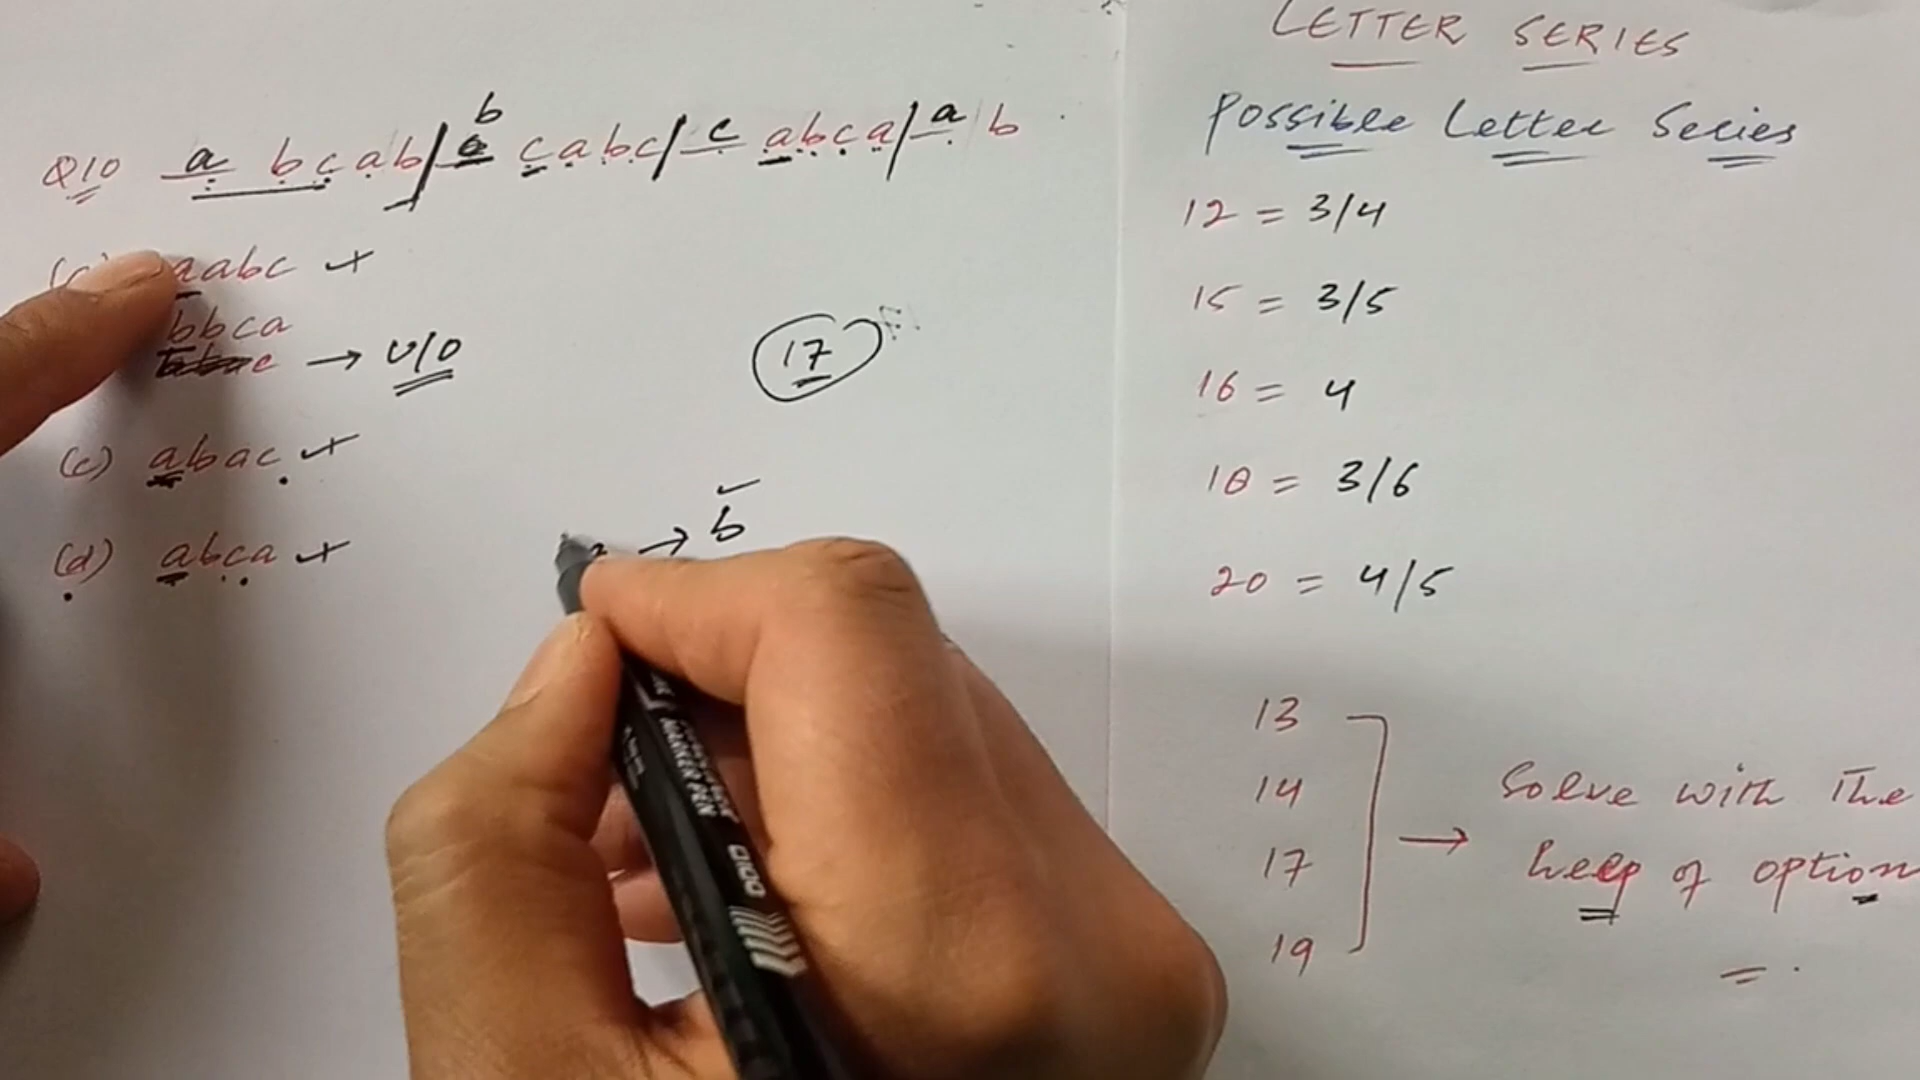 LETTER SERIES
Possible Letter Series
b
Q10 a bcab/ cabc/ c abca/ a b
aabc
bbca
c → U/D
(c) abac
(d) abca
17
→ b
12 = 3/4
15 = 3/5
16 = 4
18 = 3/6
20 = 4/5
13
14
17
19
→ Solve with The
help of option
MARKER PEN